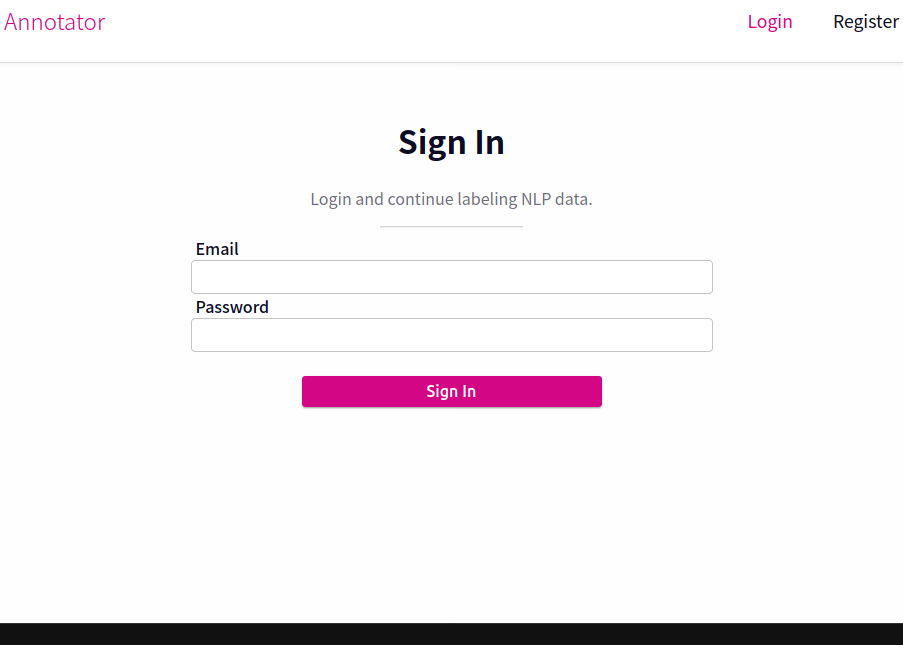 Annotator Login Register
Sign In
Login and continue labeling NLP data.
Email
Password
Sign In